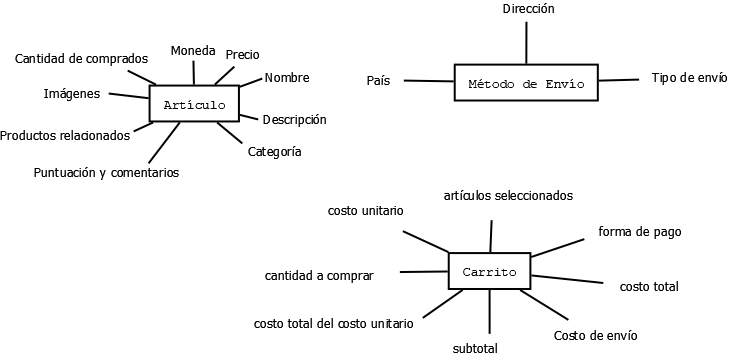 Dirección
Moneda
Precio
Cantidad de comprados
Nombre
Imágenes
Artículo
Descripción
Productos relacionados
Categoría
Puntuación y comentarios
País
Método de Envío
Tipo de envío
artículos seleccionados
costo unitario
forma de pago
cantidad a comprar
Carrito
costo total
costo total del costo unitario
Costo de envío
subtotal